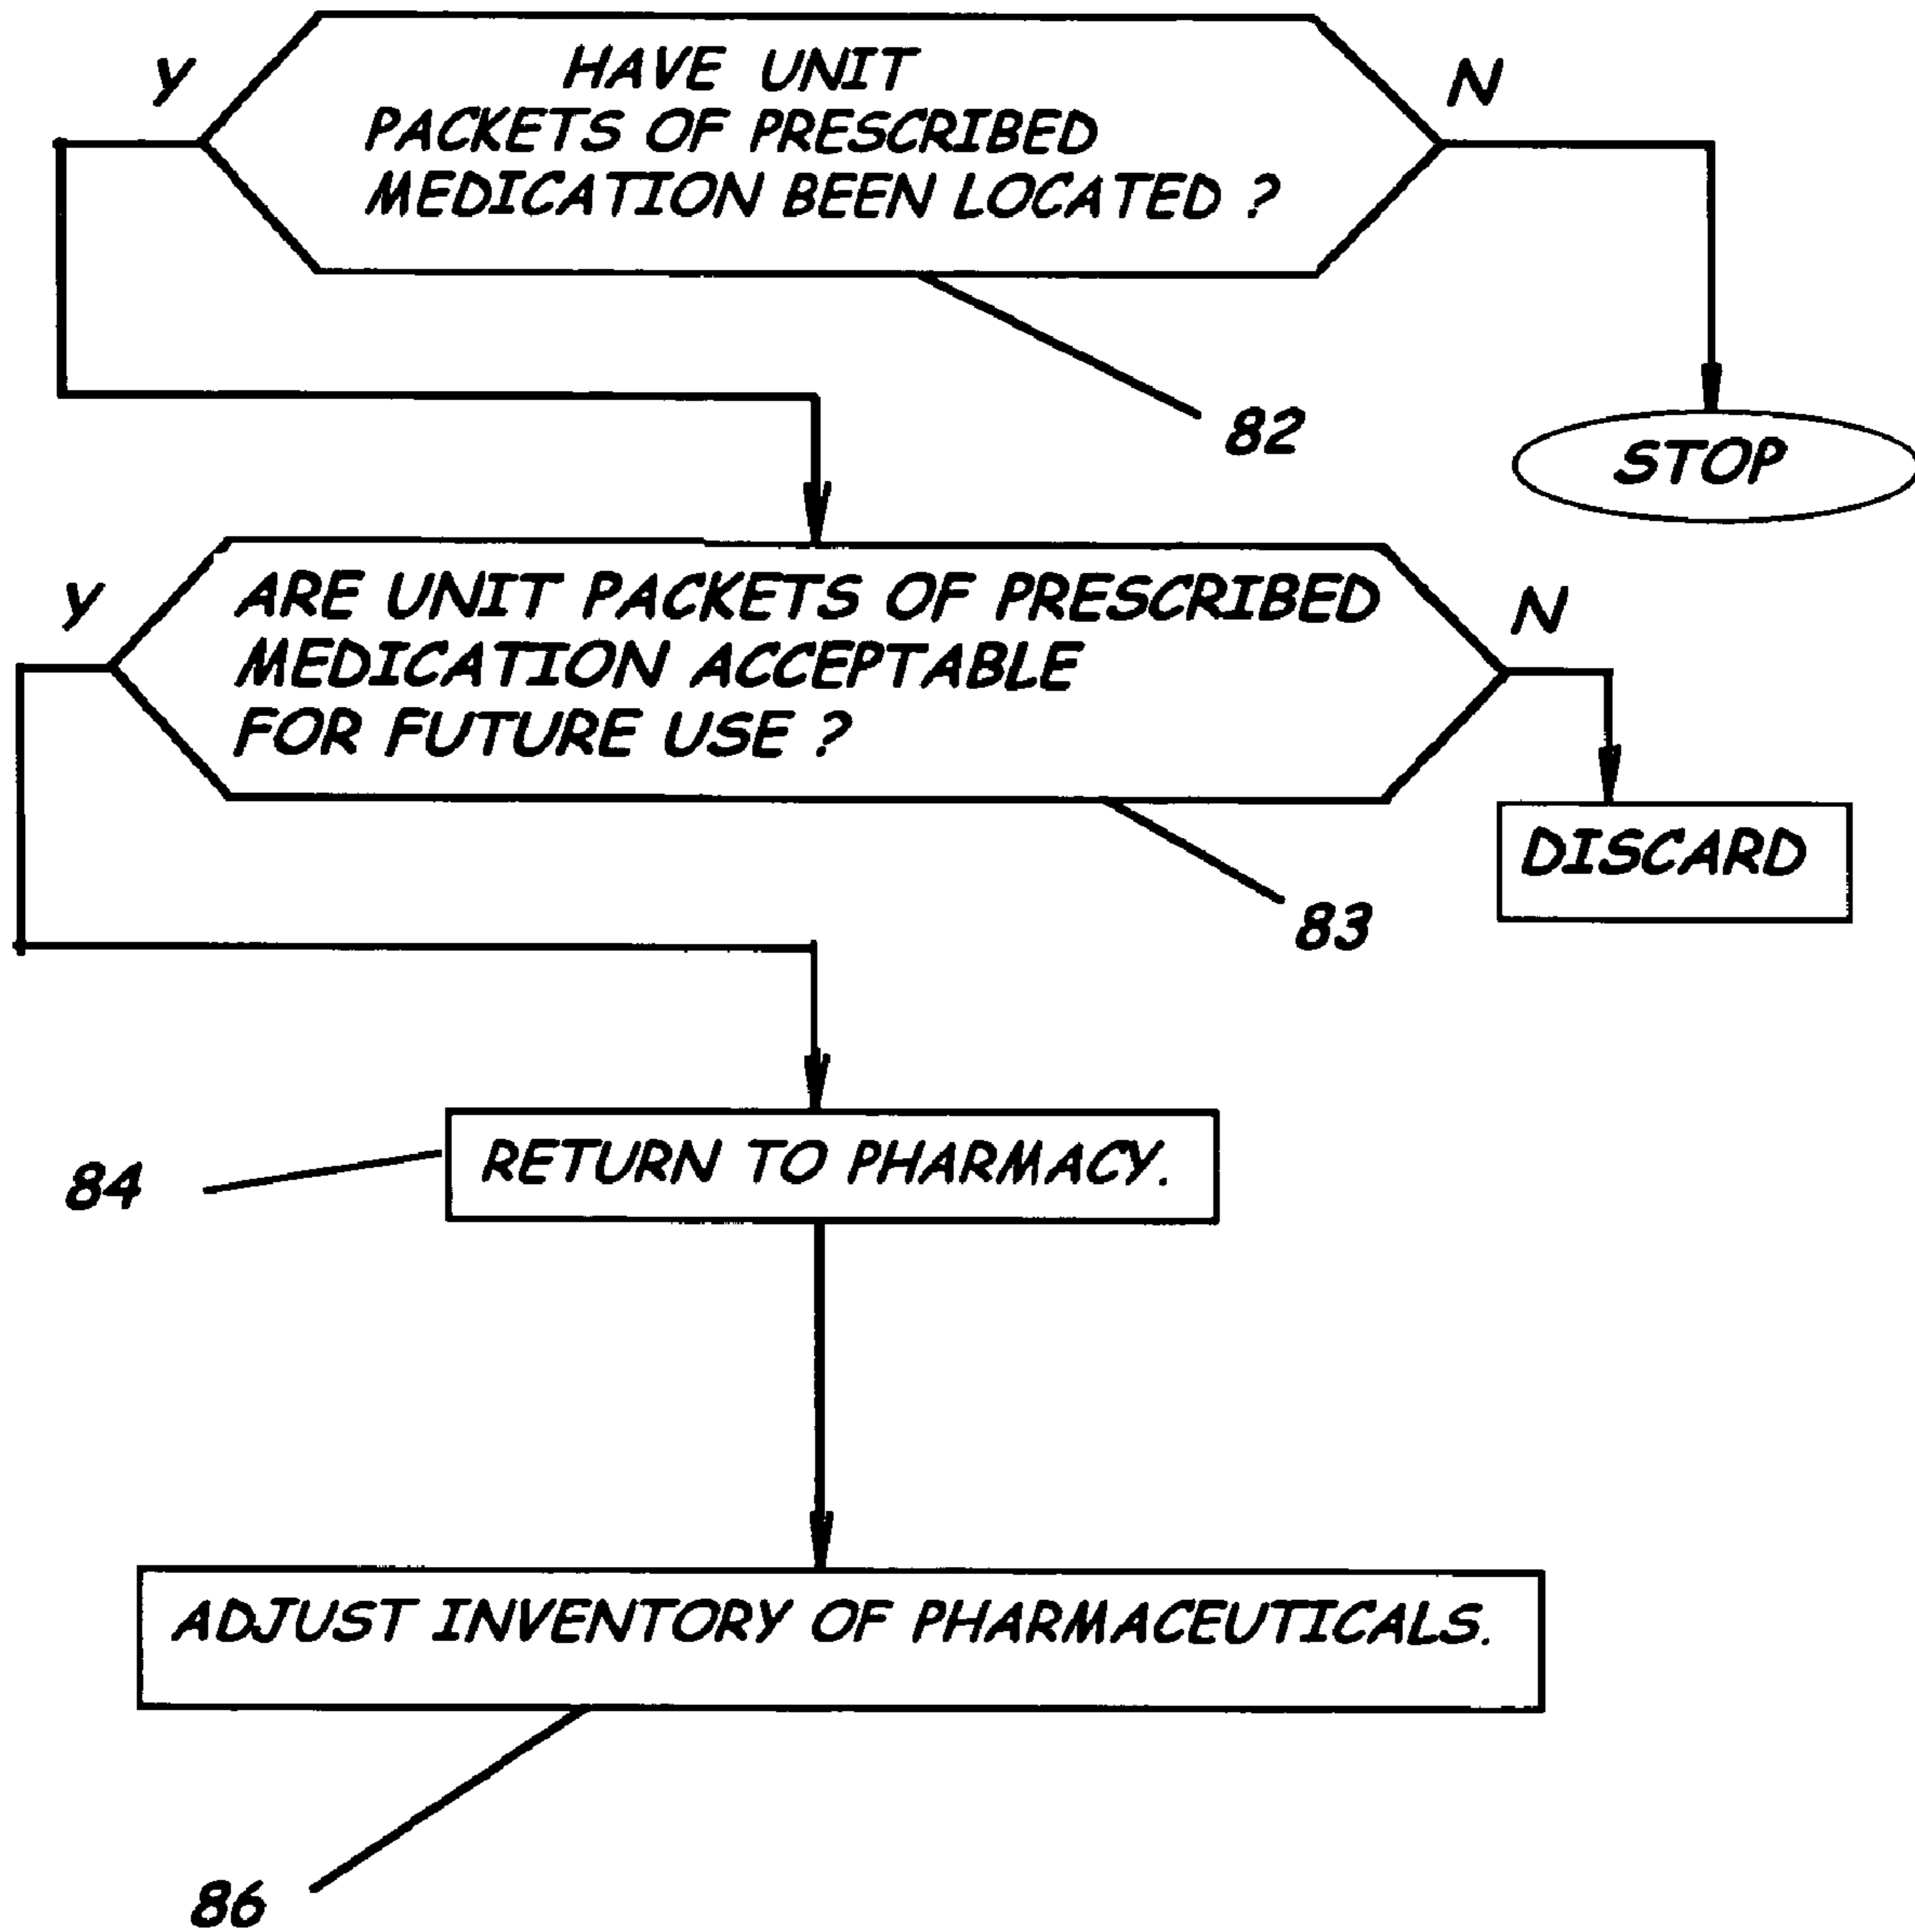 Y
HAVE UNIT
PACKETS OF PRESCRIBED
MEDICATION BEEN LOCATED ?
N
82
STOP
Y
ARE UNIT PACKETS OF PRESCRIBED
MEDICATION ACCEPTABLE
FOR FUTURE USE ?
N
83
DISCARD
84
RETURN TO PHARMACY.
ADJUST INVENTORY OF PHARMACEUTICALS.
86